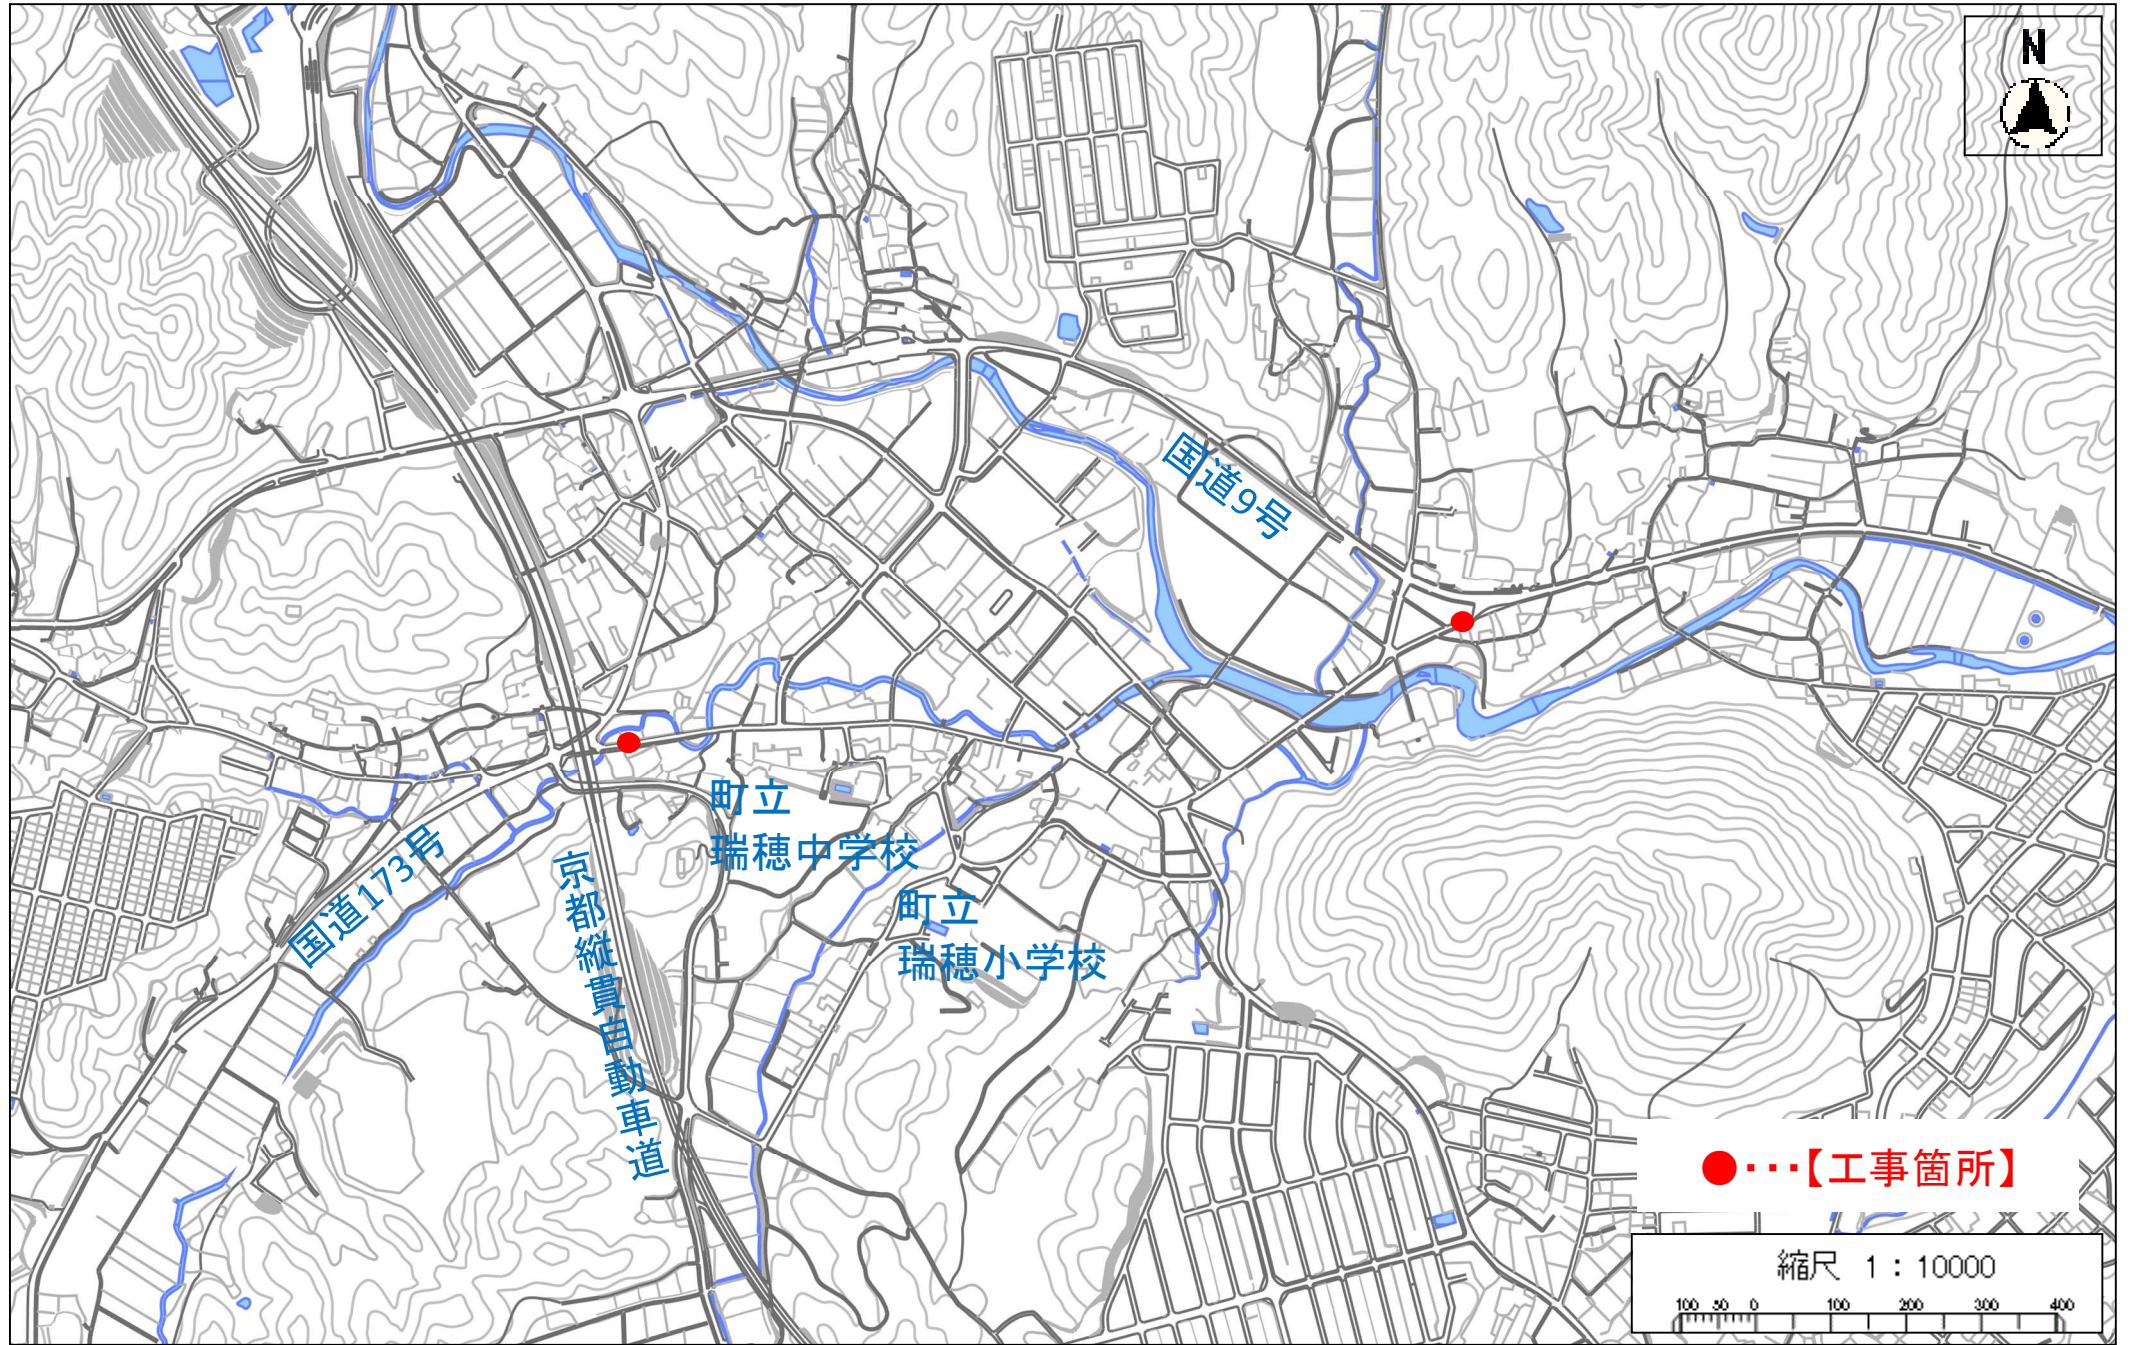 N
国道9号
町立
瑞穂中学校
国道173号
京都縦貫自動車道
町立
瑞穂小学校
●･･･【工事箇所】
縮尺 1：10000
100 50 0 100 200 300 400